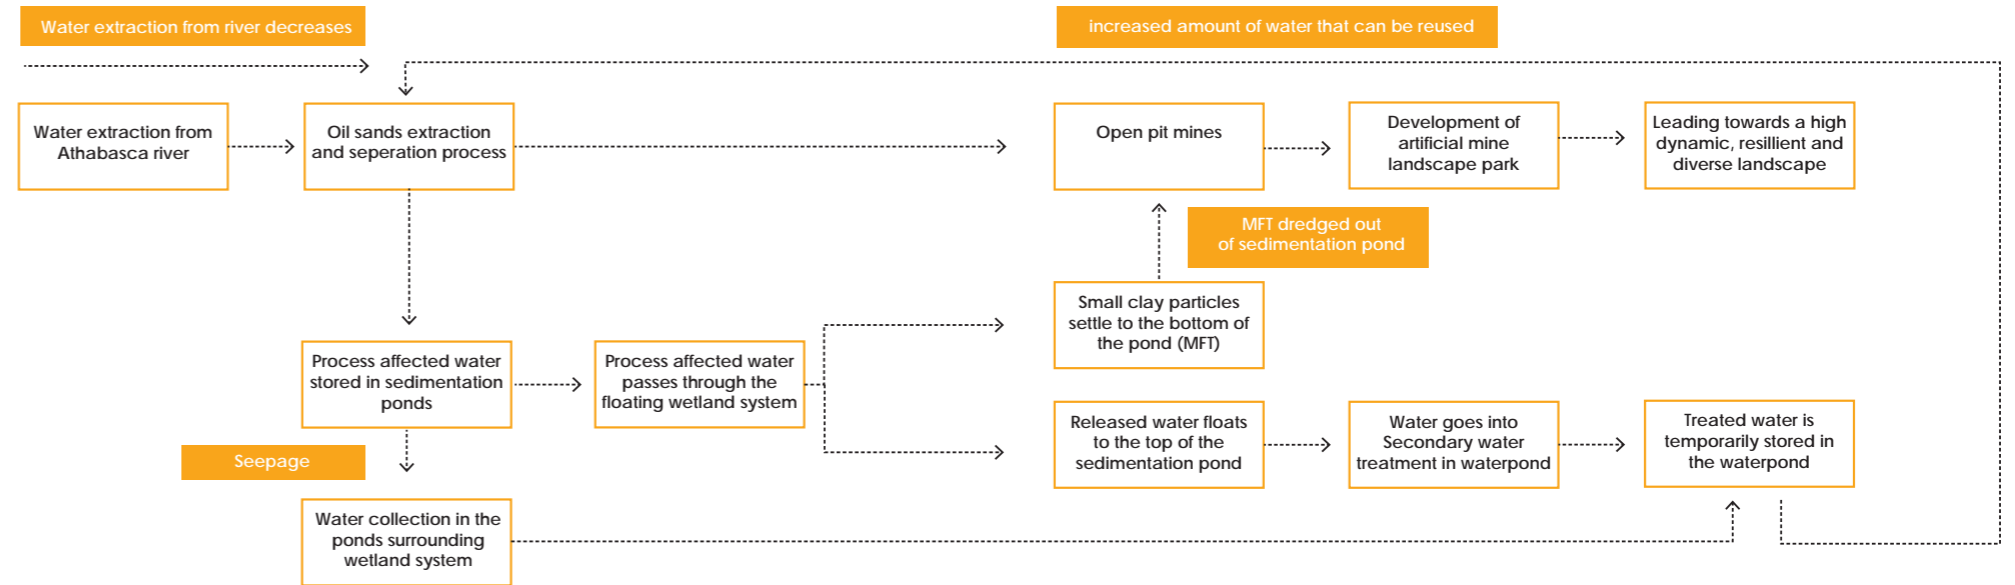 Water extraction from river decreases
increased amount of water that can be reused
Water extraction from
Athabasca river
Oil sands extraction
and seperation process
Open pit mines
Development of
artificial mine
landscape park
Leading towards a high
dynamic, resillient and
diverse landscape
MFT dredged out
of sedimentation pond
Small clay particles
settle to the bottom of
the pond (MFT)
Process affected water
stored in sedimentation
ponds
Process affected water
passes through the
floating wetland system
Released water floats
to the top of the
sedimentation pond
Water goes into
Secondary water
treatment in waterpond
Treated water is
temporarily stored in
the waterpond
Seepage
Water collection in the
ponds surrounding
wetland system